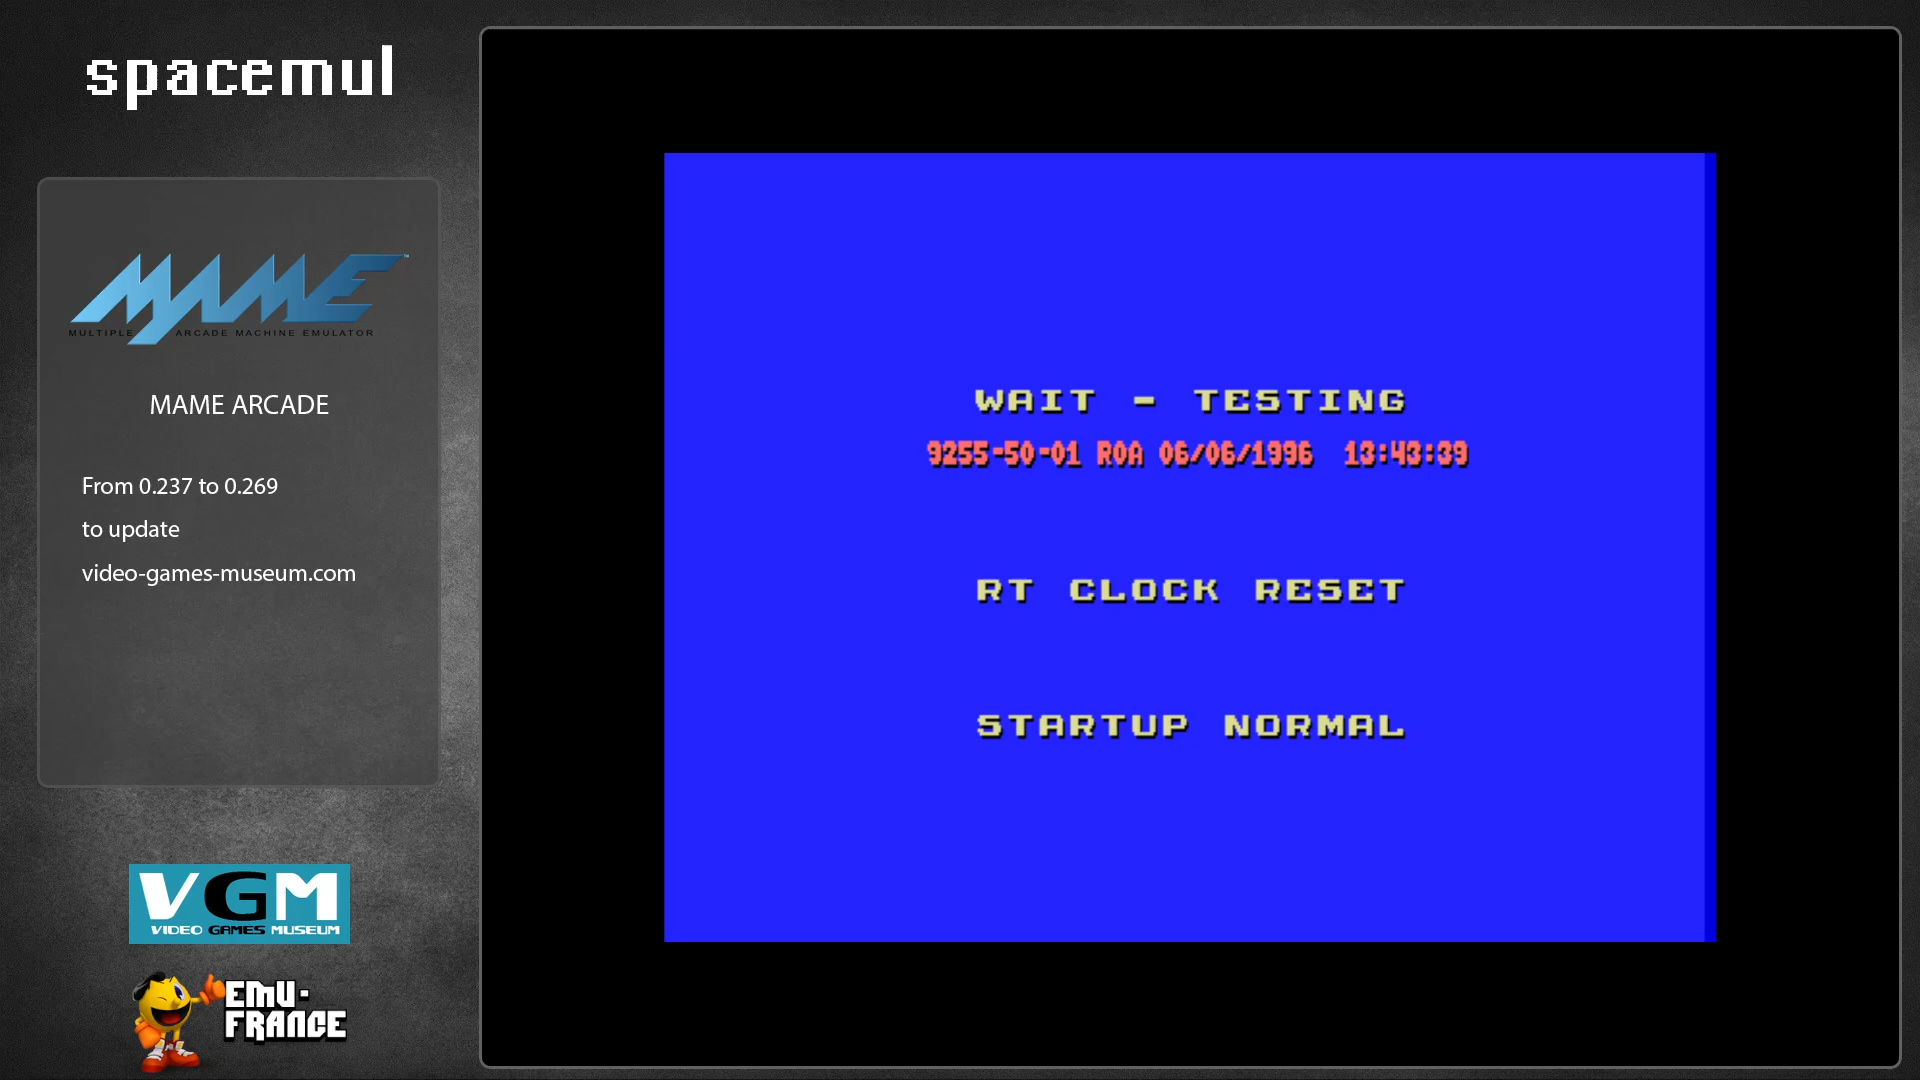 spacemul
MAME™
MULTIPLE ARCADE MACHINE EMULATOR
MAME ARCADE
From 0.237 to 0.269
to update
video-games-museum.com
VGM
VIDEO GAMES MUSEUM
EMU-
FRANCE
WAIT - TESTING
9255-50-01 ROA 06/06/1996 13:43:39
RT CLOCK RESET
STARTUP NORMAL